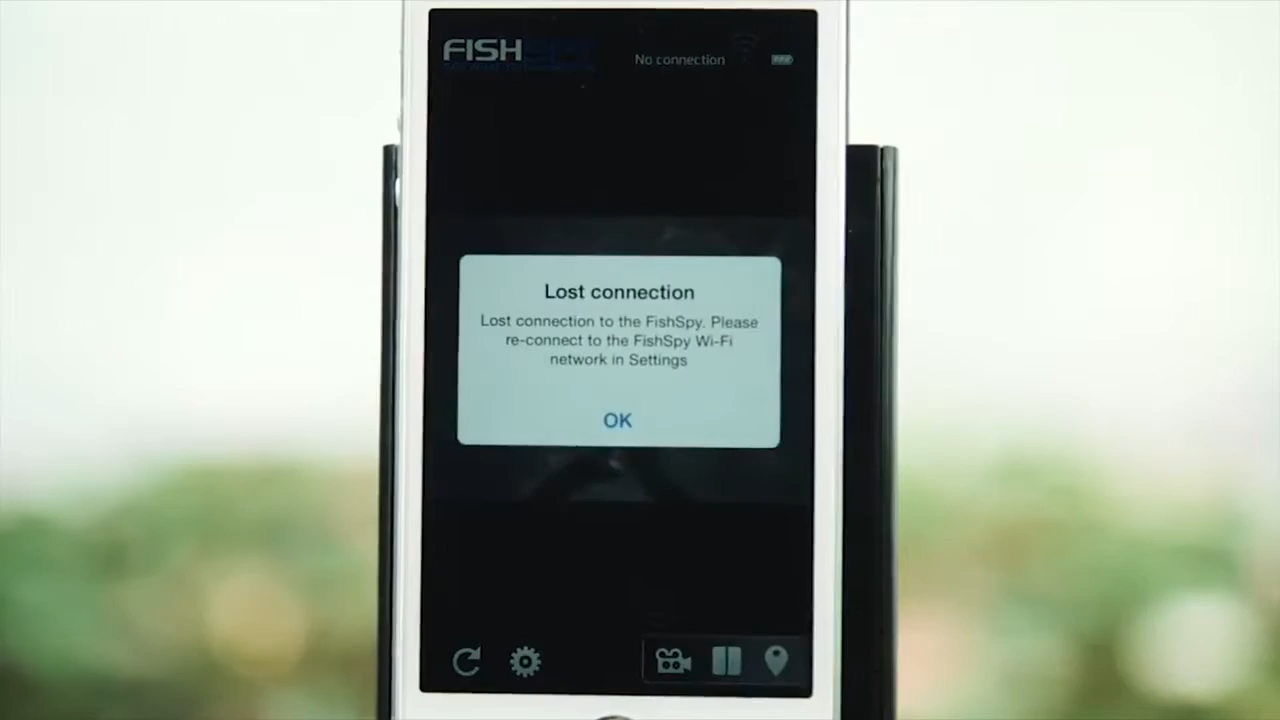 FISH
No connection
Lost connection
Lost connection to the FishSpy. Please
re-connect to the FishSpy Wi-Fi
network in Settings
OK